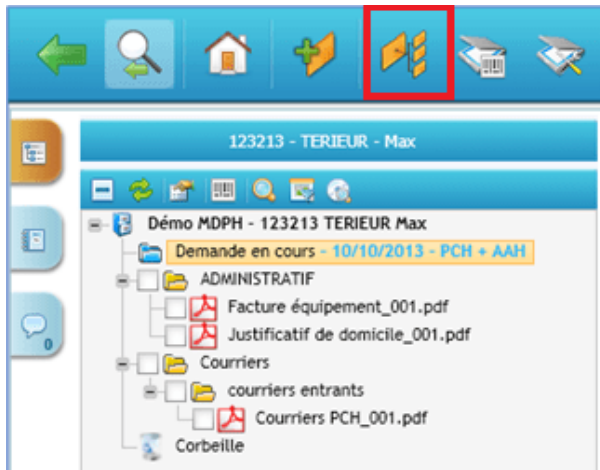 123213 - TERIEUR - Max
Démo MDPH - 123213 TERIEUR Max
Demande en cours - 10/10/2013 - PCH + AAH
ADMINISTRATIF
Facture équipement_001.pdf
Justificatif de domicile_001.pdf
Courriers
courriers entrants
Courriers PCH_001.pdf
Corbeille
0